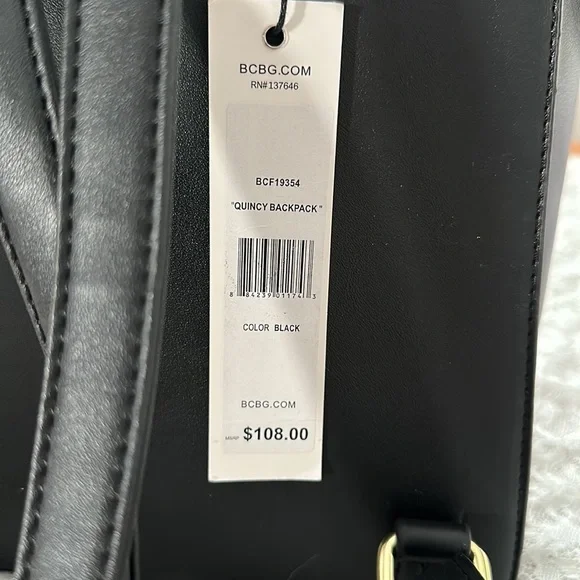 BCBG.COM
RN#137646
BCF19354
"QUINCY BACKPACK"
8 84239 01174 3
COLOR BLACK
BCBG.COM
MSRP $108.00